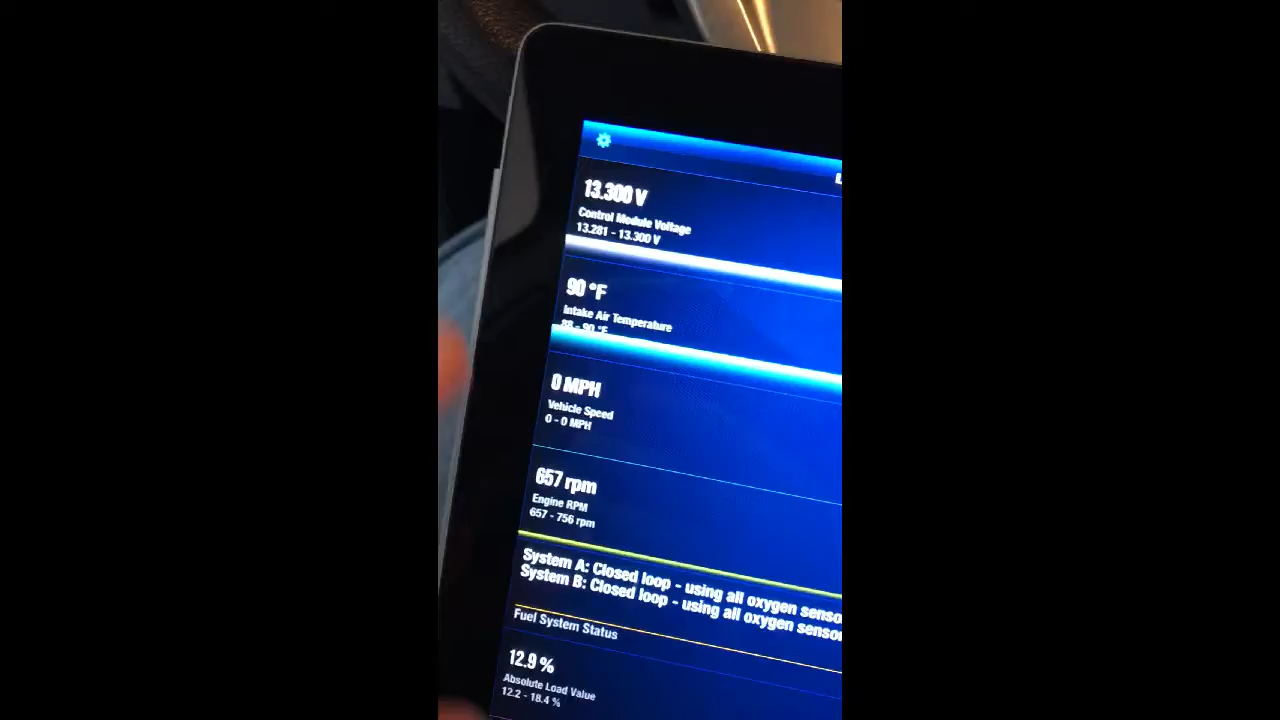 13.300 V
Control Module Voltage
13.281 - 13.300 V
90 °F
Intake Air Temperature
88 - 90 °F
0 MPH
Vehicle Speed
0 - 0 MPH
657 rpm
Engine RPM
657 - 756 rpm
System A: Closed loop - using all oxygen senso
System B: Closed loop - using all oxygen senso
Fuel System Status
12.9 %
Absolute Load Value
12.2 - 18.4 %